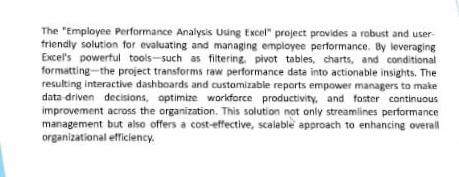 The "Employee Performance Analysis Using Excel" project provides a robust and user-
friendly solution for evaluating and managing employee performance. By leveraging
Excel's powerful tools—such as filtering, pivot tables, charts, and conditional
formatting—the project transforms raw performance data into actionable insights. The
resulting interactive dashboards and customizable reports empower managers to make
data-driven decisions, optimize workforce productivity, and foster continuous
improvement across the organization. This solution not only streamlines performance
management but also offers a cost-effective, scalable approach to enhancing overall
organizational efficiency.